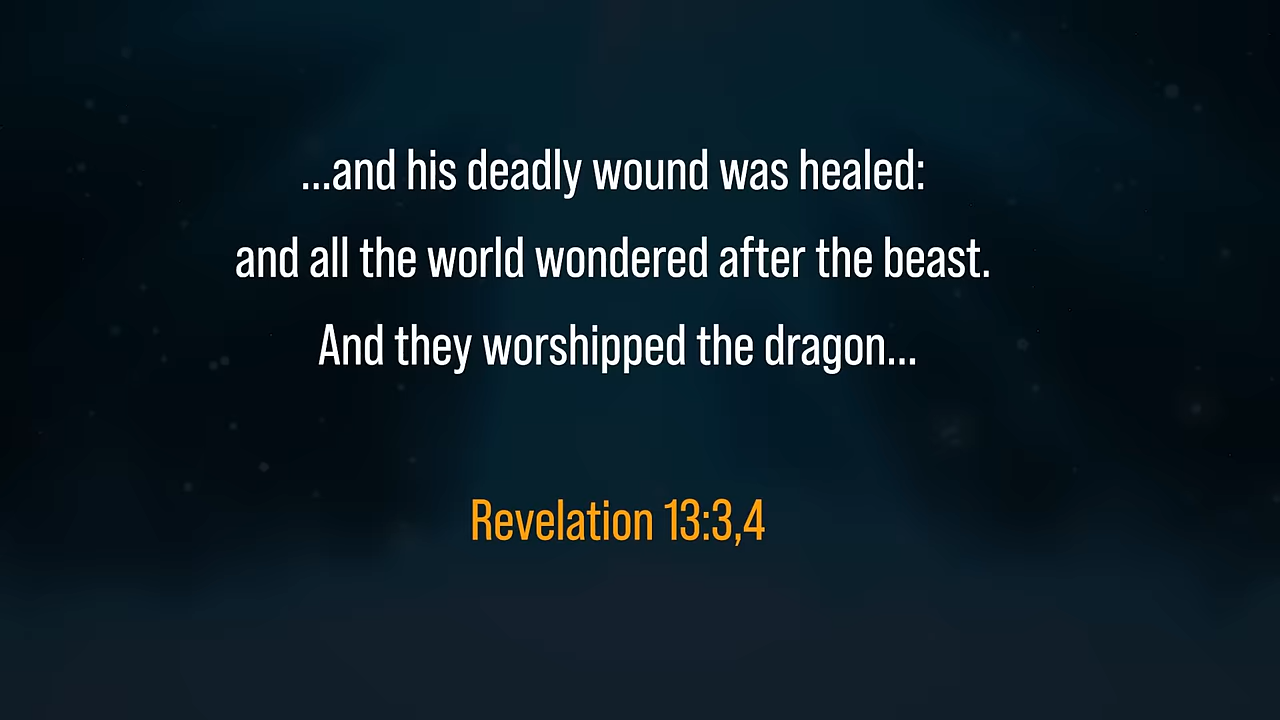 ...and his deadly wound was healed:
and all the world wondered after the beast.
And they worshipped the dragon...
Revelation 13:3,4